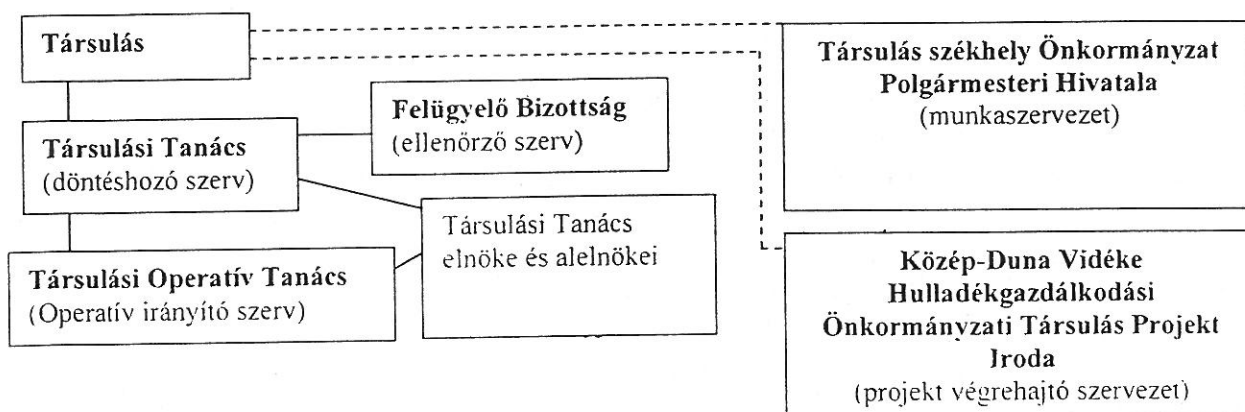 Társulás
Felügyelő Bizottság
(ellenőrző szerv)
Társulási Tanács
(döntéshozó szerv)
Társulási Tanács
elnöke és alelnökei
Társulási Operatív Tanács
(Operatív irányító szerv)
Társulás székhely Önkormányzat
Polgármesteri Hivatala
(munkaszervezet)
Közép-Duna Vidéke
Hulladékgazdálkodási
Önkormányzati Társulás Projekt
Iroda
(projekt végrehajtó szervezet)